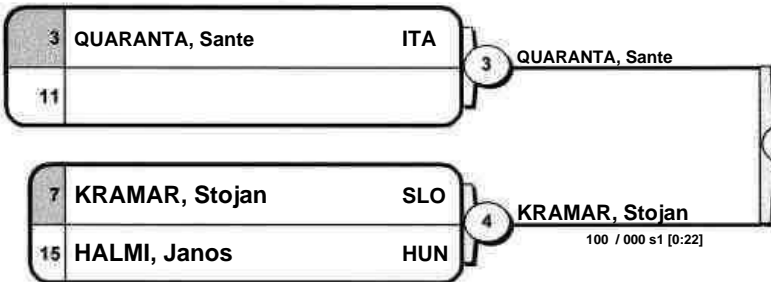 3 QUARANTA, Sante ITA
3 QUARANTA, Sante
11
7 KRAMAR, Stojan SLO
4 KRAMAR, Stojan
100 / 000 s1 [0:22]
15 HALMI, Janos HUN